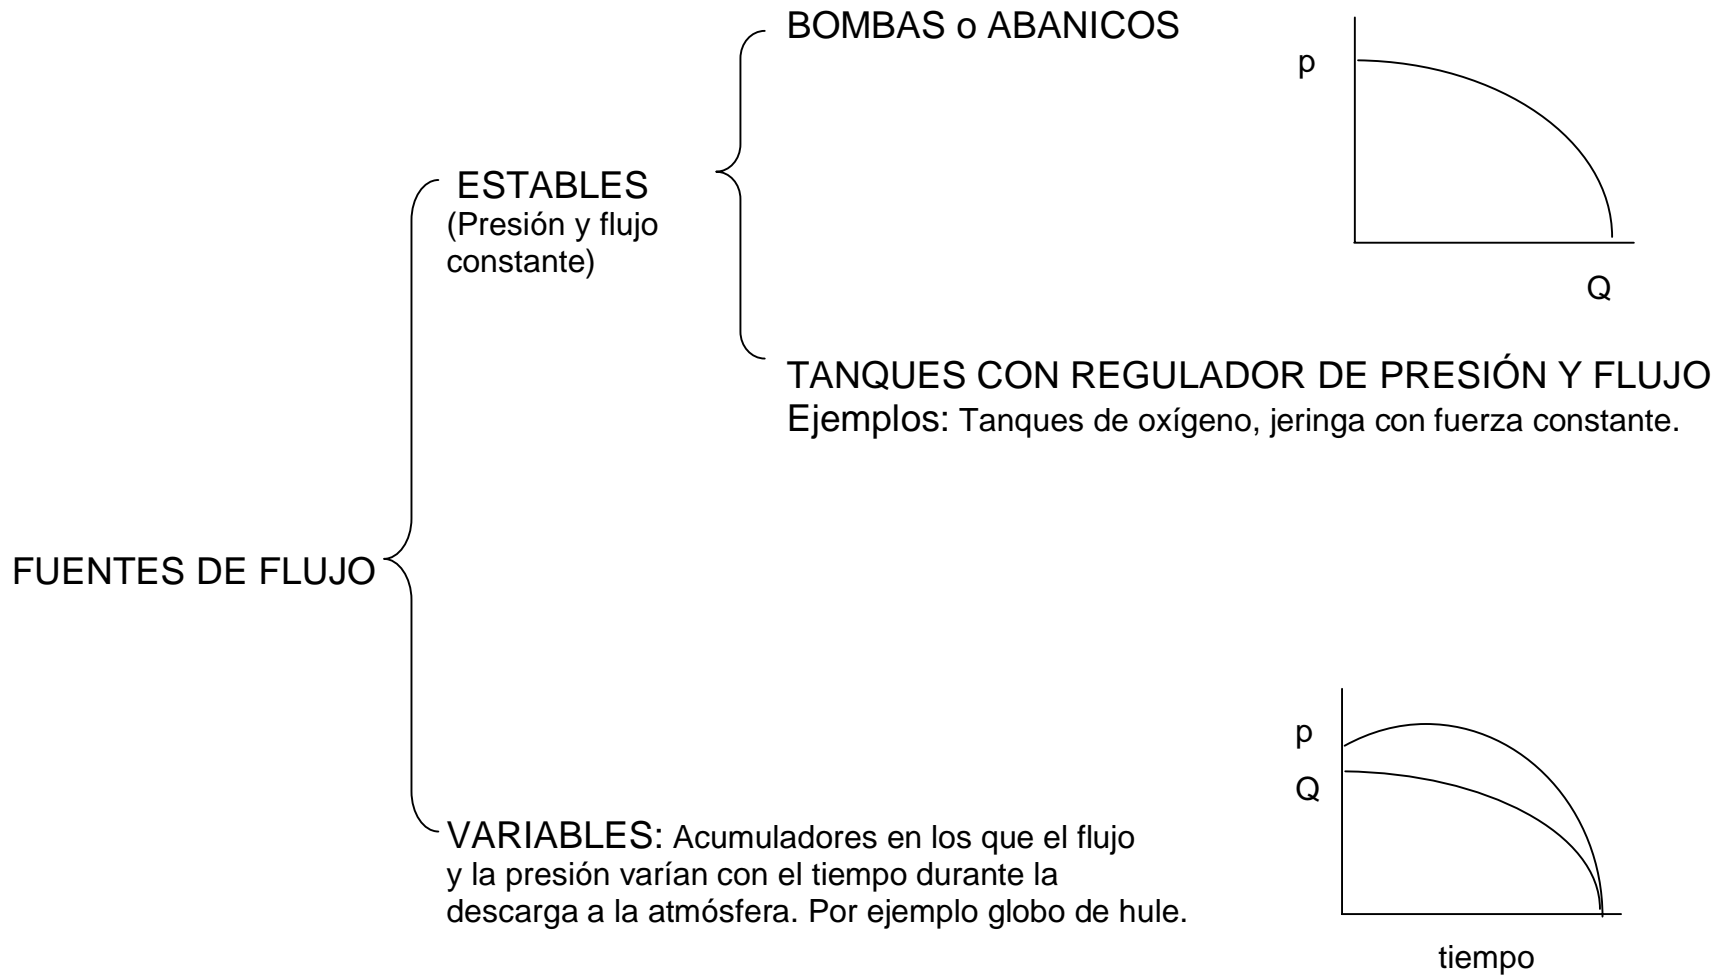 BOMBAS o ABANICOS
p
Q
ESTABLES
(Presión y flujo
constante)
TANQUES CON REGULADOR DE PRESIÓN Y FLUJO
Ejemplos: Tanques de oxígeno, jeringa con fuerza constante.
FUENTES DE FLUJO
VARIABLES: Acumuladores en los que el flujo
y la presión varían con el tiempo durante la
descarga a la atmósfera. Por ejemplo globo de hule.
p
Q
tiempo